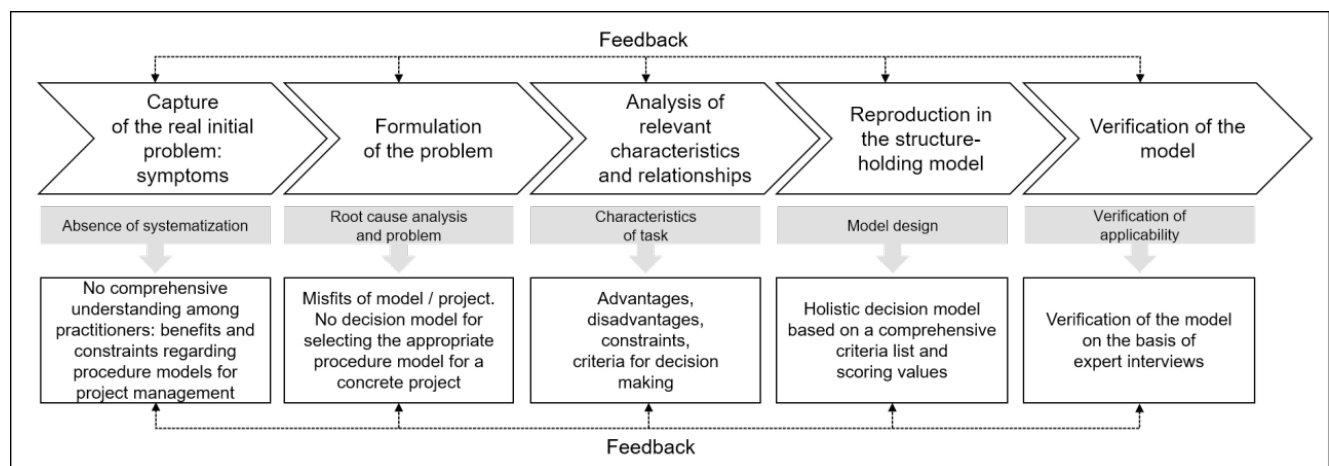 Feedback
Capture
of the real initial
problem:
symptoms
Formulation
of the problem
Analysis of
relevant
characteristics
and relationships
Reproduction in
the structure-
holding model
Verification of the
model
Absence of systematization
Root cause analysis
and problem
Characteristics
of task
Model design
Verification of
applicability
No comprehensive
understanding among
practitioners: benefits and
constraints regarding
procedure models for
project management
Misfits of model / project.
No decision model for
selecting the appropriate
procedure model for a
concrete project
Advantages,
disadvantages,
constraints,
criteria for decision
making
Holistic decision model
based on a comprehensive
criteria list and
scoring values
Verification of the model
on the basis of
expert interviews
Feedback